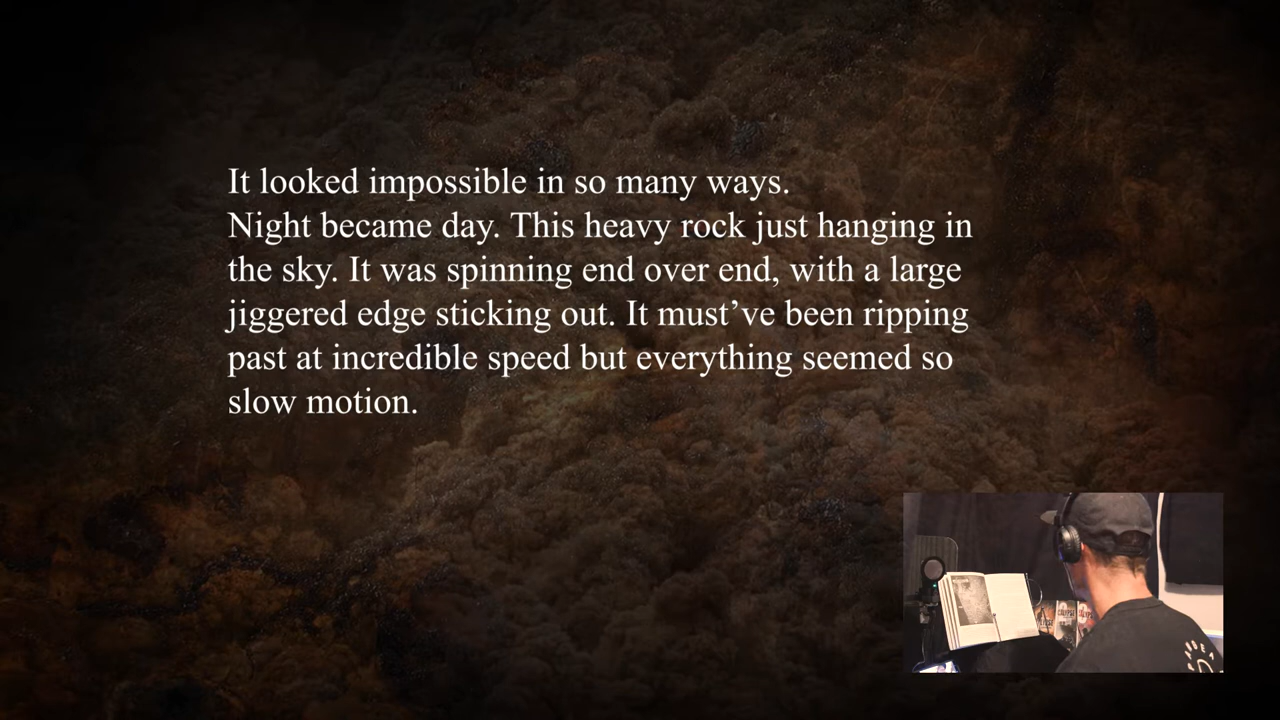 It looked impossible in so many ways.
Night became day. This heavy rock just hanging in
the sky. It was spinning end over end, with a large
jiggered edge sticking out. It must’ve been ripping
past at incredible speed but everything seemed so
slow motion.